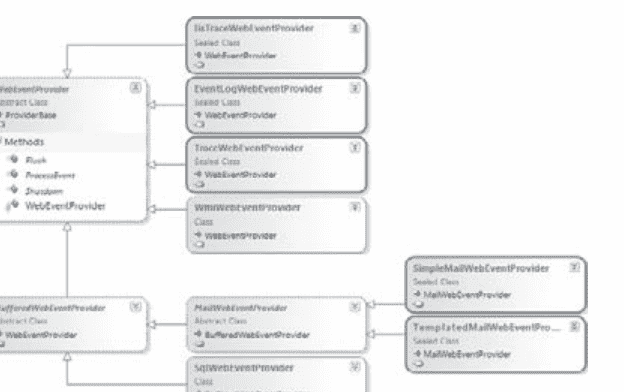 IisTraceWebEventProvider
Sealed Class
WebEventProvider
WebEventProvider
Abstract Class
ProviderBase
Methods
Flush
ProcessEvent
Shutdown
WebEventProvider
EventLogWebEventProvider
Sealed Class
WebEventProvider
TraceWebEventProvider
Sealed Class
WebEventProvider
WmiWebEventProvider
Class
WebEventProvider
SimpleMailWebEventProvider
Sealed Class
MailWebEventProvider
BufferedWebEventProvider
Abstract Class
WebEventProvider
MailWebEventProvider
Abstract Class
BufferedWebEventProvider
TemplatedMailWebEventPro...
Sealed Class
MailWebEventProvider
SqlWebEventProvider
Class